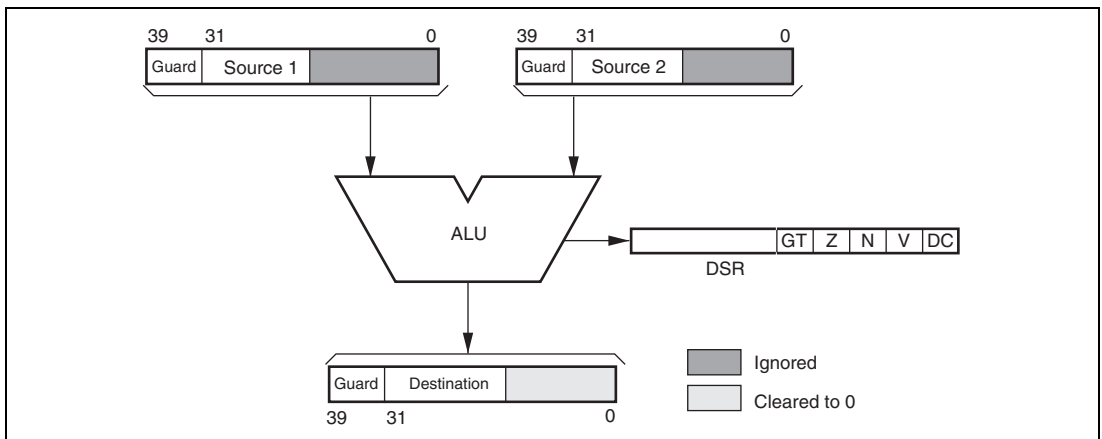 39 31 0 39 31 0
Guard Source 1 Guard Source 2
ALU
GT Z N V DC
DSR
Guard Destination
39 31 0
Ignored
Cleared to 0